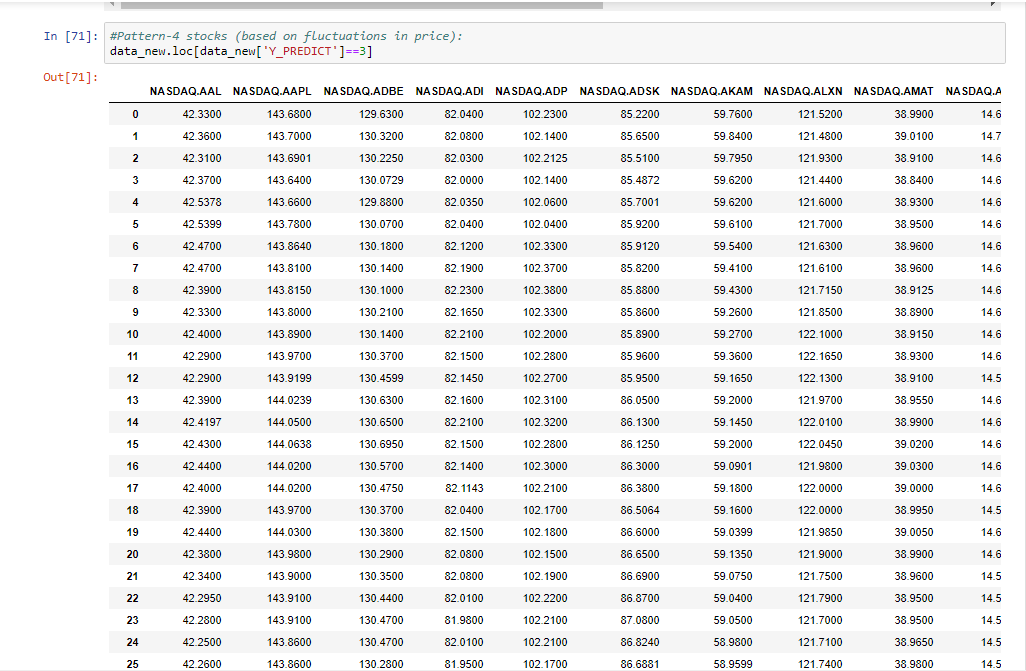 In [71]: #Pattern-4 stocks (based on fluctuations in price):
data_new.loc[data_new['Y_PREDICT']==3]
Out[71]:
NASDAQ.AAL NASDAQ.AAPL NASDAQ.ADBE NASDAQ.ADI NASDAQ.ADP NASDAQ.ADSK NASDAQ.AKAM NASDAQ.ALXN NASDAQ.AMAT NASDAQ.A
0 42.3300 143.6800 129.6300 82.0400 102.2300 85.2200 59.7600 121.5200 38.9900 14.6
1 42.3600 143.7000 130.3200 82.0800 102.1400 85.6500 59.8400 121.4800 39.0100 14.7
2 42.3100 143.6901 130.2250 82.0300 102.2125 85.5100 59.7950 121.9300 38.9100 14.6
3 42.3700 143.6400 130.0729 82.0000 102.1400 85.4872 59.6200 121.4400 38.8400 14.6
4 42.5378 143.6600 129.8800 82.0350 102.0600 85.7001 59.6200 121.6000 38.9300 14.6
5 42.5399 143.7800 130.0700 82.0400 102.0400 85.9200 59.6100 121.7000 38.9500 14.6
6 42.4700 143.8640 130.1800 82.1200 102.3300 85.9120 59.5400 121.6300 38.9600 14.6
7 42.4700 143.8100 130.1400 82.1900 102.3700 85.8200 59.4100 121.6100 38.9600 14.6
8 42.3900 143.8150 130.1000 82.2300 102.3800 85.8800 59.4300 121.7150 38.9125 14.6
9 42.3300 143.8000 130.2100 82.1650 102.3300 85.8600 59.2600 121.8500 38.8900 14.6
10 42.4000 143.8900 130.1400 82.2100 102.2000 85.8900 59.2700 122.1000 38.9150 14.6
11 42.2900 143.9700 130.3700 82.1500 102.2800 85.9600 59.3600 122.1650 38.9300 14.6
12 42.2900 143.9199 130.4599 82.1450 102.2700 85.9500 59.1650 122.1300 38.9100 14.5
13 42.3900 144.0239 130.6300 82.1600 102.3100 86.0500 59.2000 121.9700 38.9550 14.6
14 42.4197 144.0500 130.6500 82.2100 102.3200 86.1300 59.1450 122.0100 38.9900 14.6
15 42.4300 144.0638 130.6950 82.1500 102.2800 86.1250 59.2000 122.0450 39.0200 14.6
16 42.4400 144.0200 130.5700 82.1400 102.3000 86.3000 59.0901 121.9800 39.0300 14.6
17 42.4000 144.0200 130.4750 82.1143 102.2100 86.3800 59.1800 122.0000 39.0000 14.6
18 42.3900 143.9700 130.3700 82.0400 102.1700 86.5064 59.1600 122.0000 38.9950 14.5
19 42.4400 144.0300 130.3800 82.1500 102.1800 86.6000 59.0399 121.9850 39.0050 14.6
20 42.3800 143.9800 130.2900 82.0800 102.1500 86.6500 59.1350 121.9000 38.9900 14.6
21 42.3400 143.9000 130.3500 82.0800 102.1900 86.6900 59.0750 121.7500 38.9600 14.5
22 42.2950 143.9100 130.4400 82.0100 102.2200 86.8700 59.0400 121.7900 38.9500 14.5
23 42.2800 143.9100 130.4700 81.9800 102.2100 87.0800 59.0500 121.7000 38.9500 14.5
24 42.2500 143.8600 130.4700 82.0100 102.2100 86.8240 58.9800 121.7100 38.9650 14.5
25 42.2600 143.8600 130.2800 81.9500 102.1700 86.6881 58.9599 121.7400 38.9800 14.5